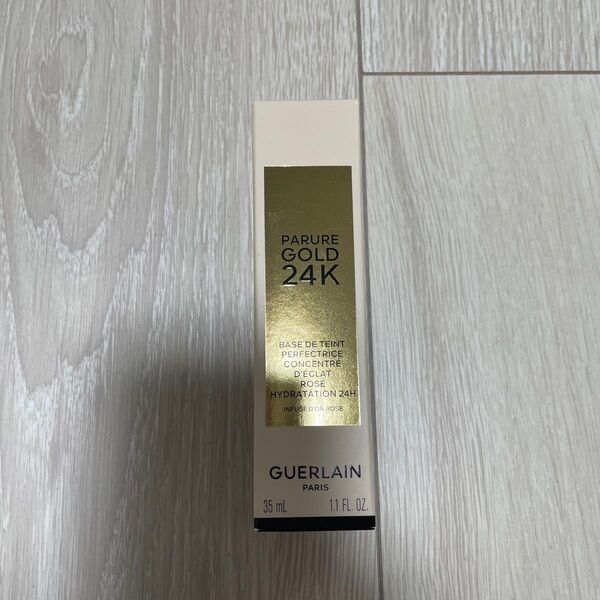 PARURE
GOLD
24K
BASE DE TEINT
PERFECTRICE
CONCENTRÉ
D'ÉCLAT
ROSÉ
HYDRATATION 24H
INFUSÉ D'OR ROSE
GUERLAIN
PARIS
35 mL 1.1 FL. OZ.